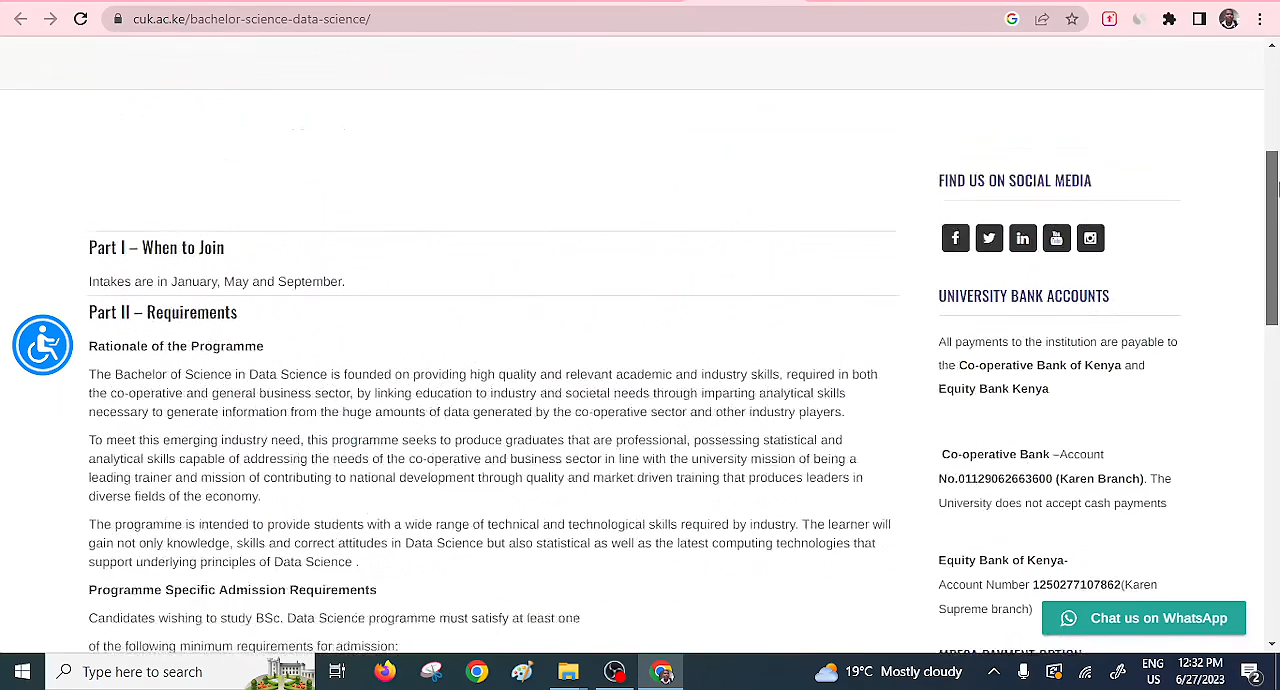 cuk.ac.ke/bachelor-science-data-science/
Part I – When to Join
Intakes are in January, May and September.
Part II – Requirements
Rationale of the Programme
The Bachelor of Science in Data Science is founded on providing high quality and relevant academic and industry skills, required in both
the co-operative and general business sector, by linking education to industry and societal needs through imparting analytical skills
necessary to generate information from the huge amounts of data generated by the co-operative sector and other industry players.
To meet this emerging industry need, this programme seeks to produce graduates that are professional, possessing statistical and
analytical skills capable of addressing the needs of the co-operative and business sector in line with the university mission of being a
leading trainer and mission of contributing to national development through quality and market driven training that produces leaders in
diverse fields of the economy.
The programme is intended to provide students with a wide range of technical and technological skills required by industry. The learner will
gain not only knowledge, skills and correct attitudes in Data Science but also statistical as well as the latest computing technologies that
support underlying principles of Data Science .
Programme Specific Admission Requirements
Candidates wishing to study BSc. Data Science programme must satisfy at least one
of the following minimum requirements for admission:
FIND US ON SOCIAL MEDIA
UNIVERSITY BANK ACCOUNTS
All payments to the institution are payable to
the Co-operative Bank of Kenya and
Equity Bank Kenya
Co-operative Bank –Account
No.01129062663600 (Karen Branch). The
University does not accept cash payments
Equity Bank of Kenya-
Account Number 1250277107862(Karen
Supreme branch)
MPESA PAYMENT OPTION
Chat us on WhatsApp
Type here to search
19°C Mostly cloudy
ENG
US
12:32 PM
6/27/2023
2